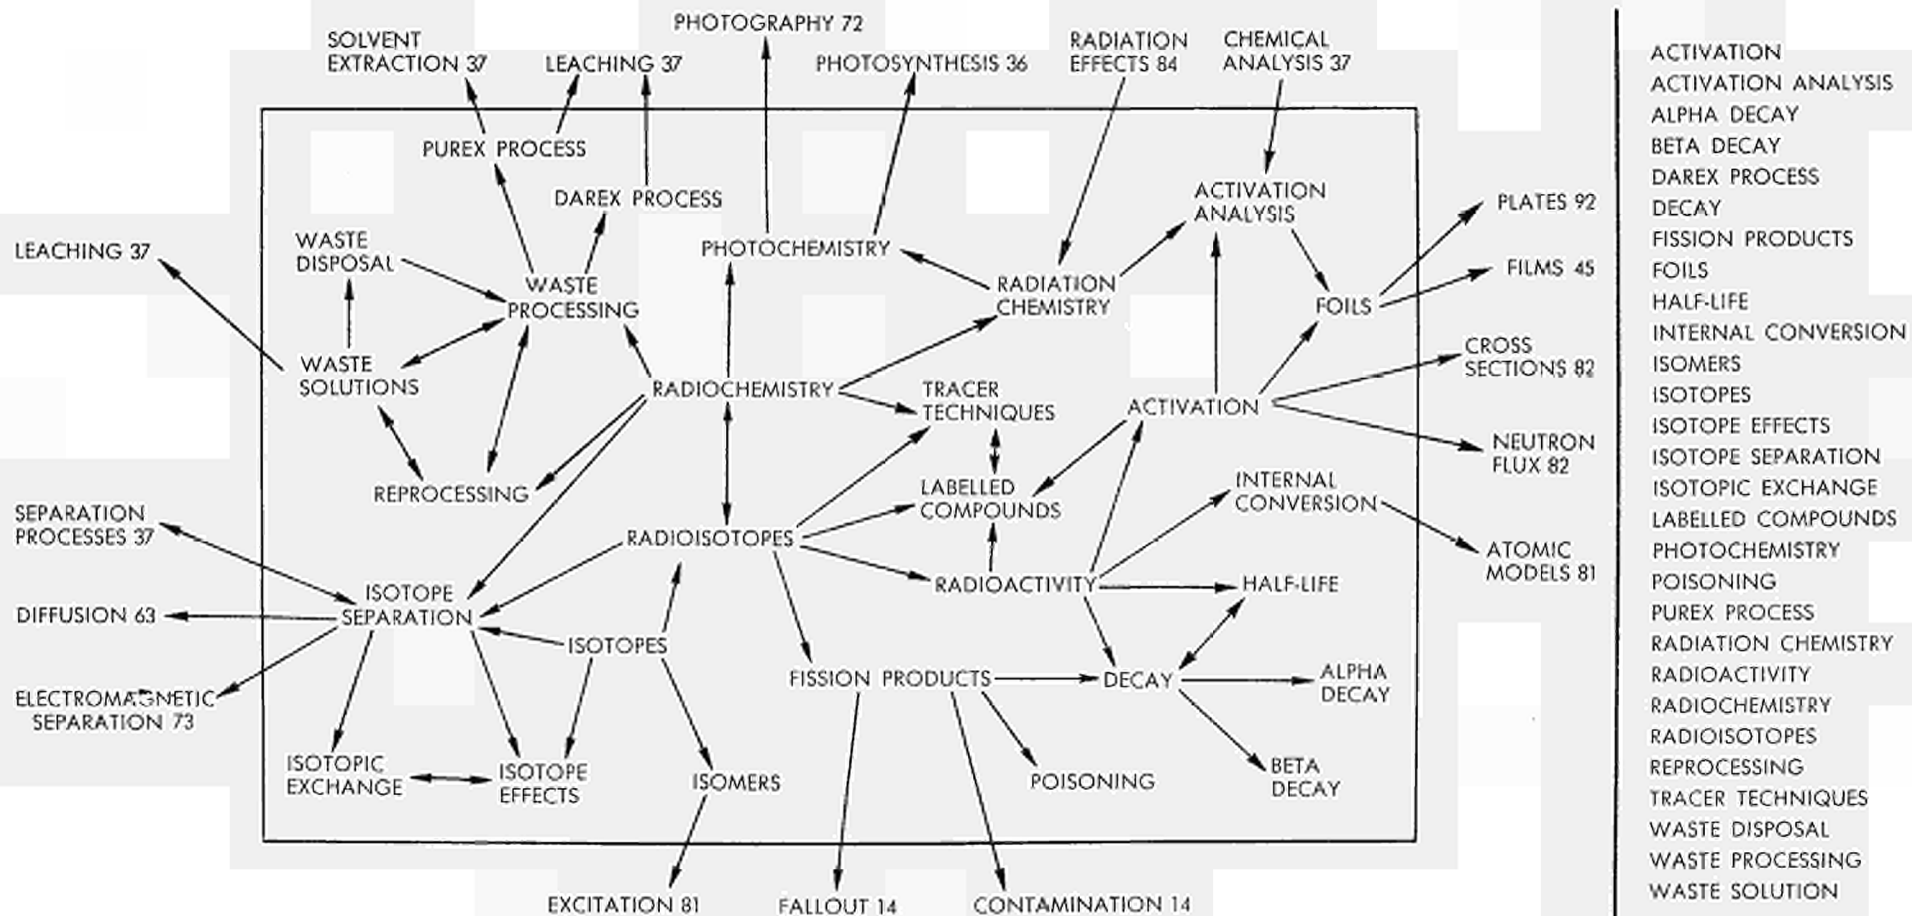 PHOTOGRAPHY 72
SOLVENT
EXTRACTION 37
LEACHING 37
PHOTOSYNTHESIS 36
RADIATION
EFFECTS 84
CHEMICAL
ANALYSIS 37
PUREX PROCESS
DAREX PROCESS
ACTIVATION
ANALYSIS
PLATES 92
LEACHING 37
WASTE
DISPOSAL
PHOTOCHEMISTRY
FILMS 45
WASTE
PROCESSING
RADIATION
CHEMISTRY
FOILS
WASTE
SOLUTIONS
RADIOCHEMISTRY
TRACER
TECHNIQUES
ACTIVATION
CROSS
SECTIONS 82
NEUTRON
FLUX 82
REPROCESSING
LABELLED
COMPOUNDS
INTERNAL
CONVERSION
SEPARATION
PROCESSES 37
RADIOISOTOPES
ATOMIC
MODELS 81
ISOTOPE
SEPARATION
RADIOACTIVITY
HALF-LIFE
DIFFUSION 63
ISOTOPES
FISSION PRODUCTS
DECAY
ALPHA
DECAY
ELECTROMAGNETIC
SEPARATION 73
ISOTOPIC
EXCHANGE
ISOTOPE
EFFECTS
ISOMERS
POISONING
BETA
DECAY
EXCITATION 81
FALLOUT 14
CONTAMINATION 14
ACTIVATION
ACTIVATION ANALYSIS
ALPHA DECAY
BETA DECAY
DAREX PROCESS
DECAY
FISSION PRODUCTS
FOILS
HALF-LIFE
INTERNAL CONVERSION
ISOMERS
ISOTOPES
ISOTOPE EFFECTS
ISOTOPE SEPARATION
ISOTOPIC EXCHANGE
LABELLED COMPOUNDS
PHOTOCHEMISTRY
POISONING
PUREX PROCESS
RADIATION CHEMISTRY
RADIOACTIVITY
RADIOCHEMISTRY
RADIOISOTOPES
REPROCESSING
TRACER TECHNIQUES
WASTE DISPOSAL
WASTE PROCESSING
WASTE SOLUTION